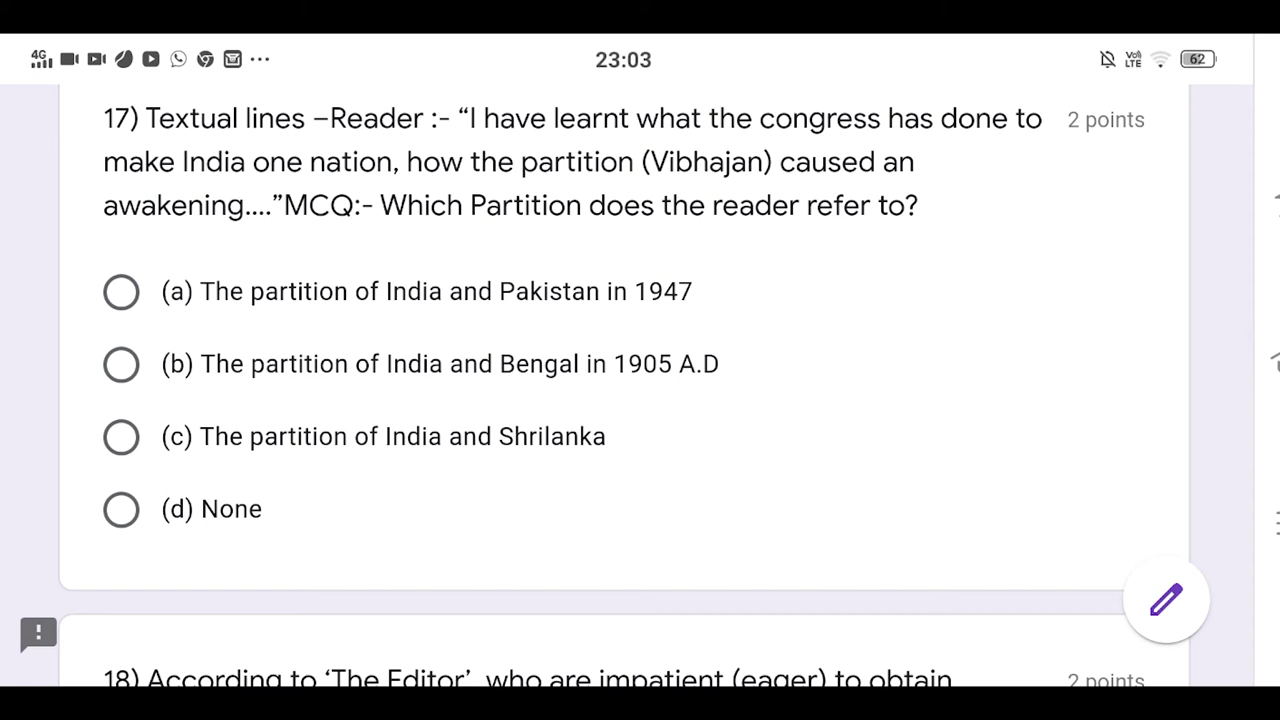 4G 23:03 Vo) LTE 62
17) Textual lines –Reader :- “I have learnt what the congress has done to 2 points
make India one nation, how the partition (Vibhajan) caused an
awakening....”MCQ:- Which Partition does the reader refer to?
(a) The partition of India and Pakistan in 1947
(b) The partition of India and Bengal in 1905 A.D
(c) The partition of India and Shrilanka
(d) None
18) According to ‘The Editor’, who are impatient (eager) to obtain 2 points